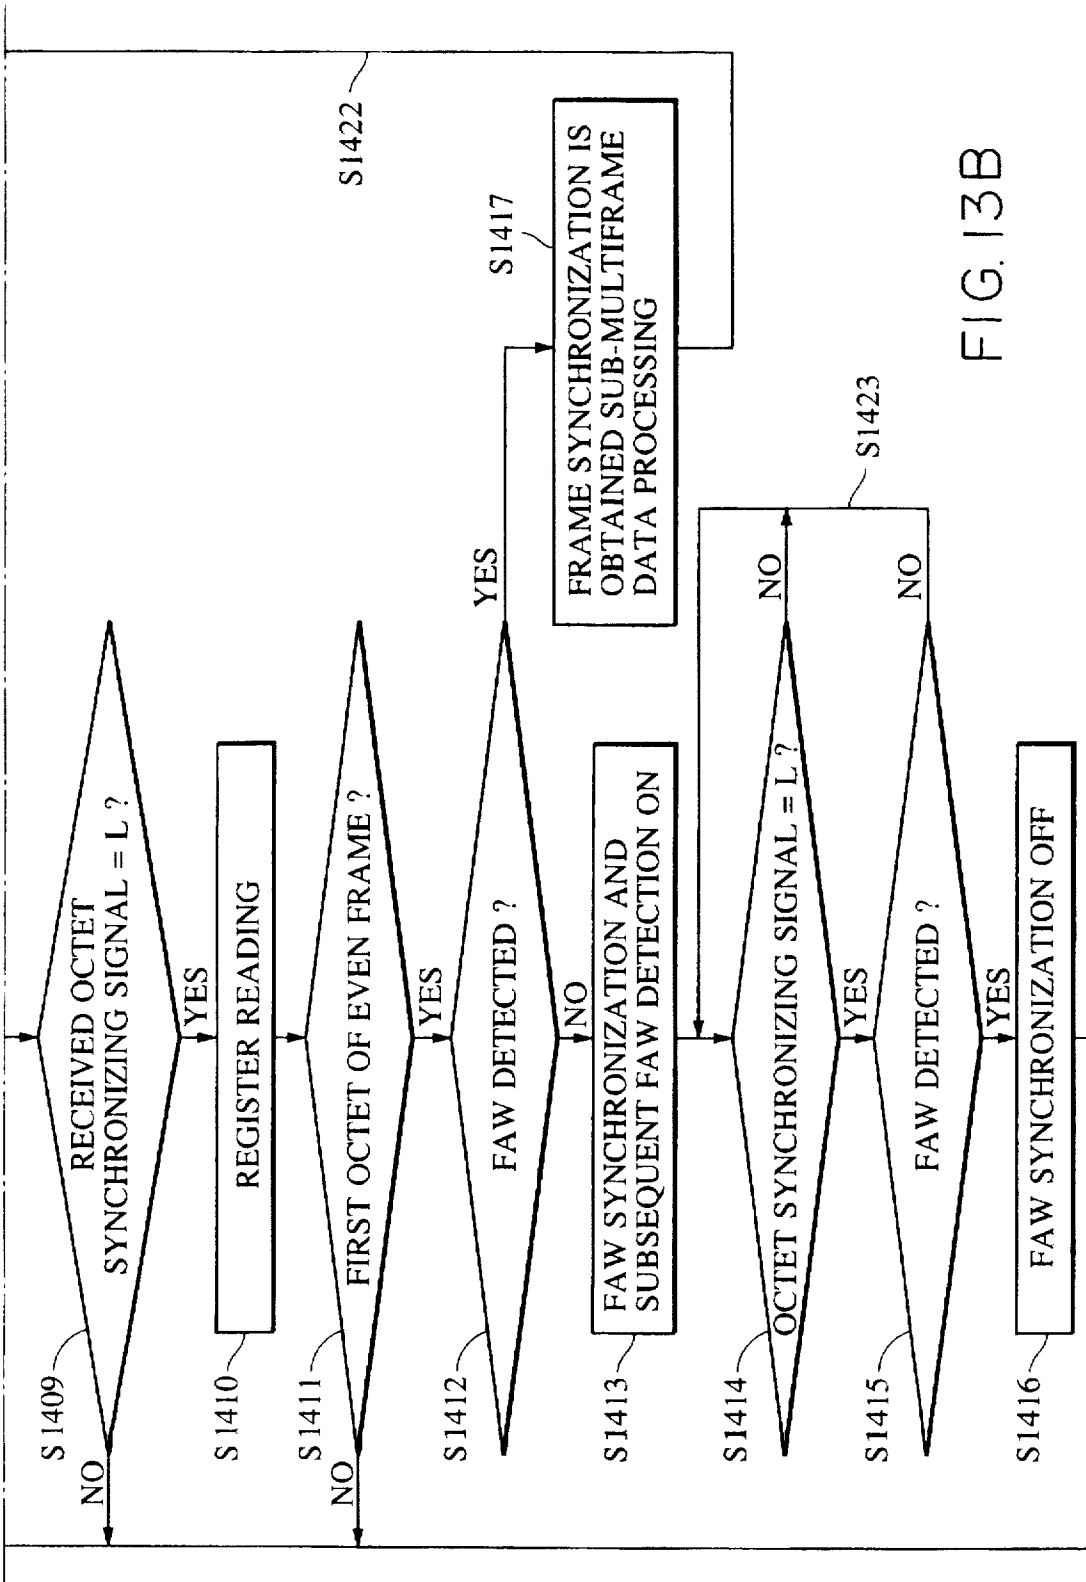 S1409
RECEIVED OCTET
SYNCHRONIZING SIGNAL = L ?
NO
YES
S1410
REGISTER READING
S1411
FIRST OCTET OF EVEN FRAME ?
NO
YES
S1412
FAW DETECTED ?
YES
NO
S1422
S1417
FRAME SYNCHRONIZATION IS
OBTAINED SUB-MULTIFRAME
DATA PROCESSING
S1413
FAW SYNCHRONIZATION AND
SUBSEQUENT FAW DETECTION ON
S1414
OCTET SYNCHRONIZING SIGNAL = L ?
NO
YES
S1423
S1415
FAW DETECTED ?
NO
YES
S1416
FAW SYNCHRONIZATION OFF
FIG. 13B